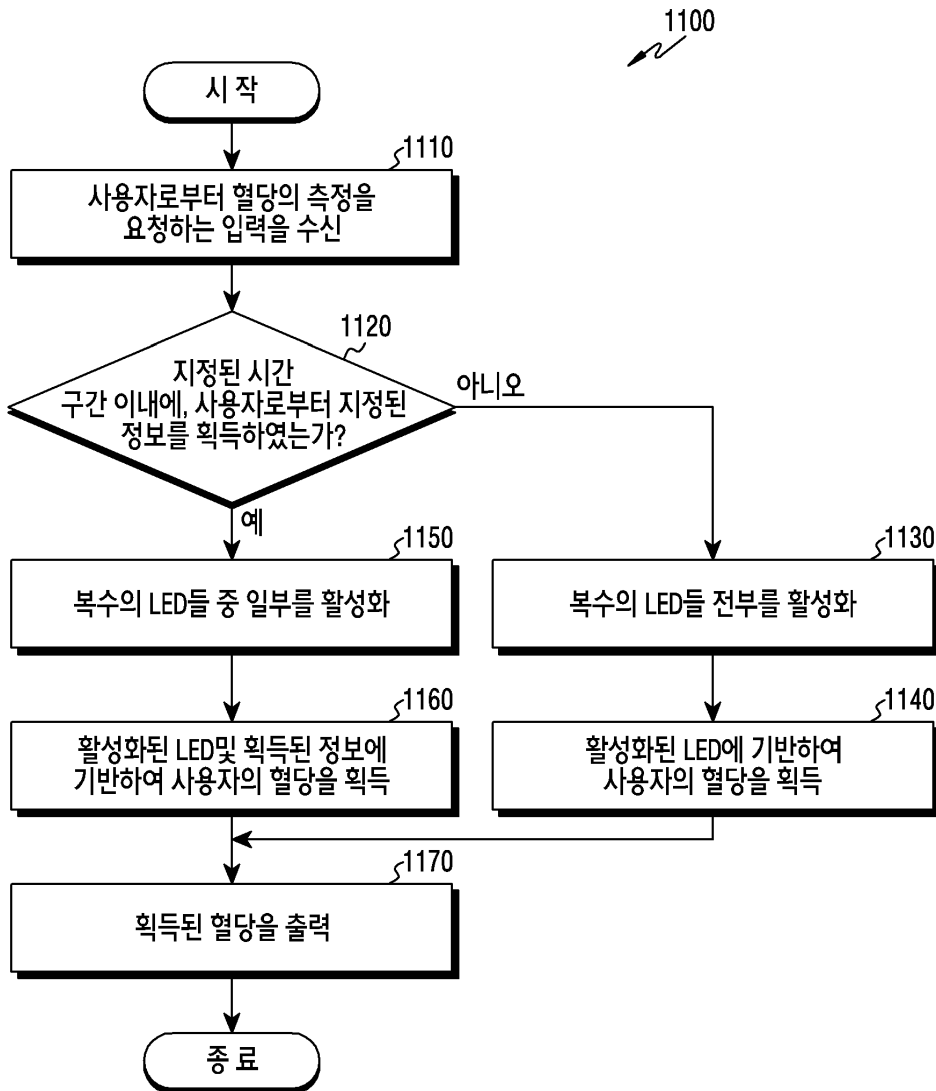 1100
시 작
1110
사용자로부터 혈당의 측정을
요청하는 입력을 수신
1120
지정된 시간
구간 이내에, 사용자로부터 지정된
정보를 획득하였는가?
아니오
예
1150
복수의 LED들 중 일부를 활성화
1130
복수의 LED들 전부를 활성화
1160
활성화된 LED및 획득된 정보에
기반하여 사용자의 혈당을 획득
1140
활성화된 LED에 기반하여
사용자의 혈당을 획득
1170
획득된 혈당을 출력
종 료